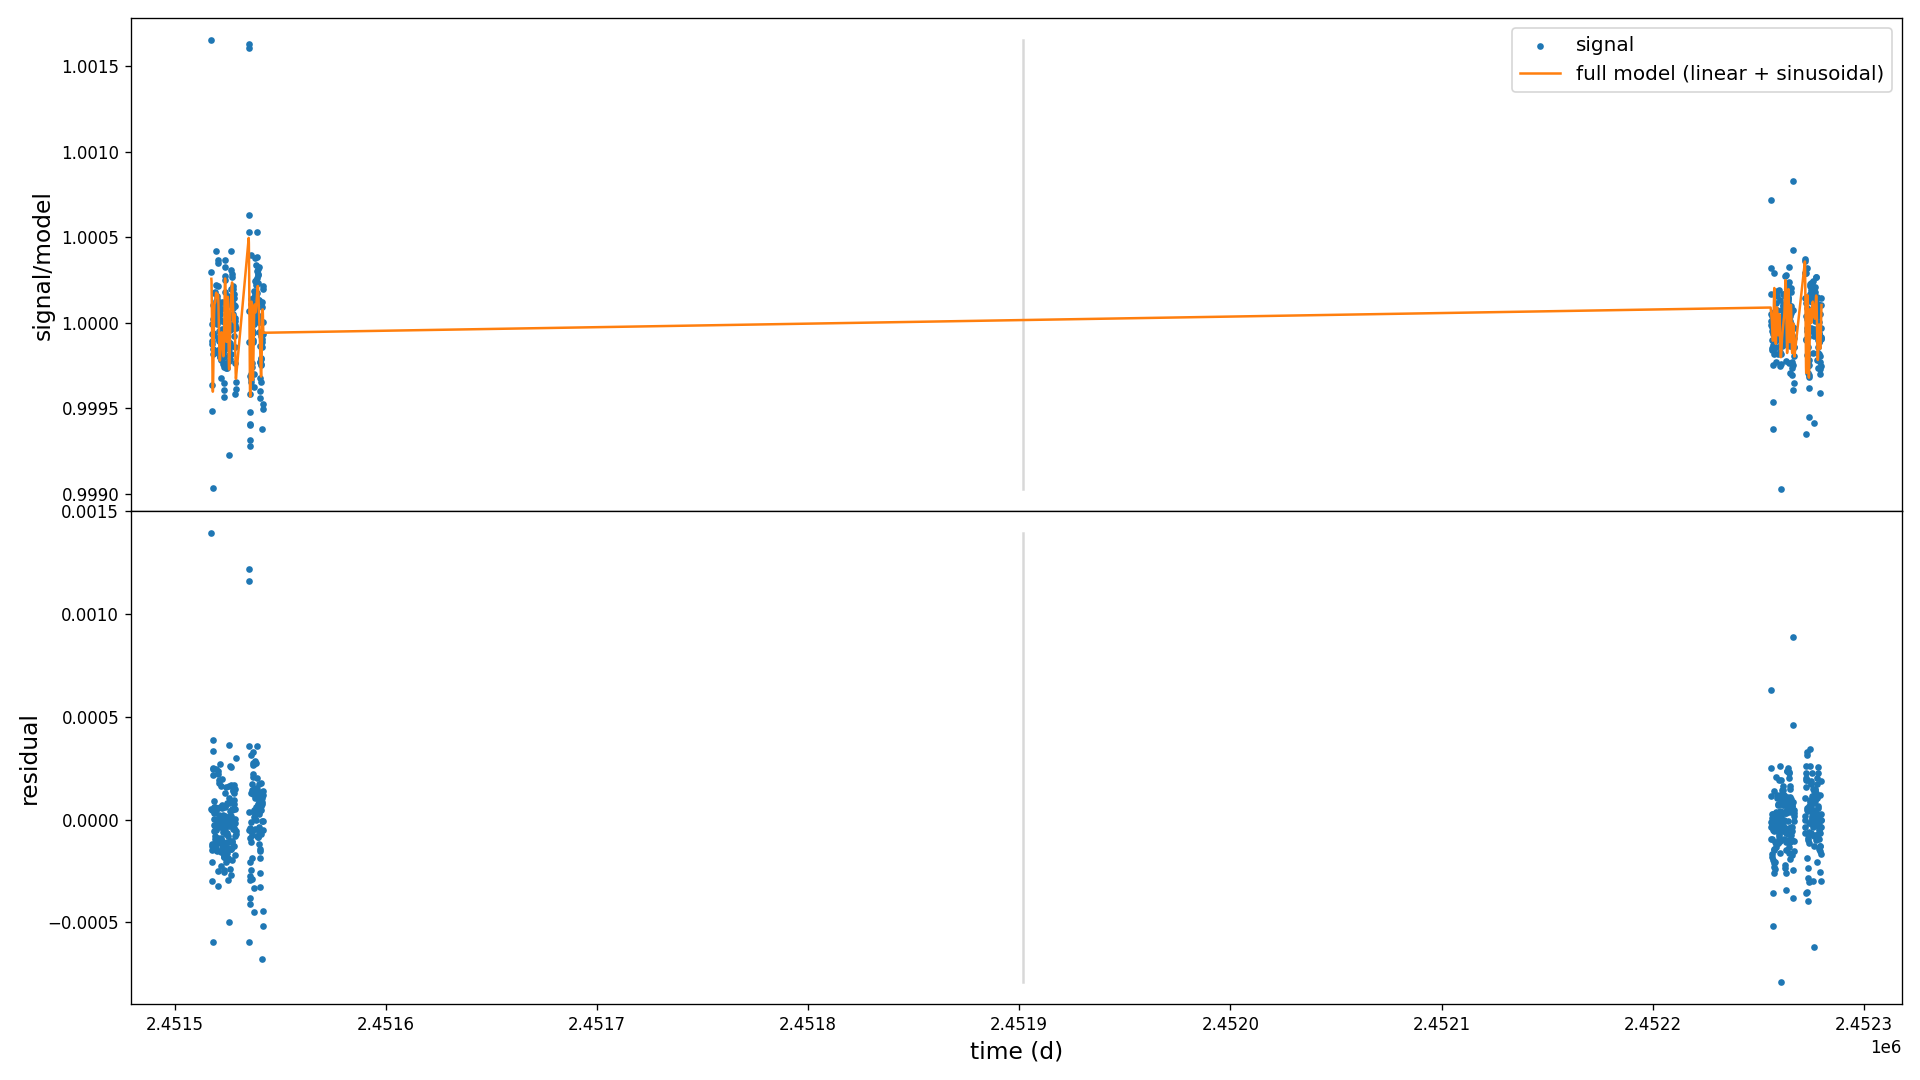 signal
full model (linear + sinusoidal)
1.0015
1.0010
1.0005
1.0000
0.9995
0.9990
signal/model
0.0015
0.0010
0.0005
0.0000
−0.0005
residual
2.4515 2.4516 2.4517 2.4518 2.4519 2.4520 2.4521 2.4522 2.4523
1e6
time (d)